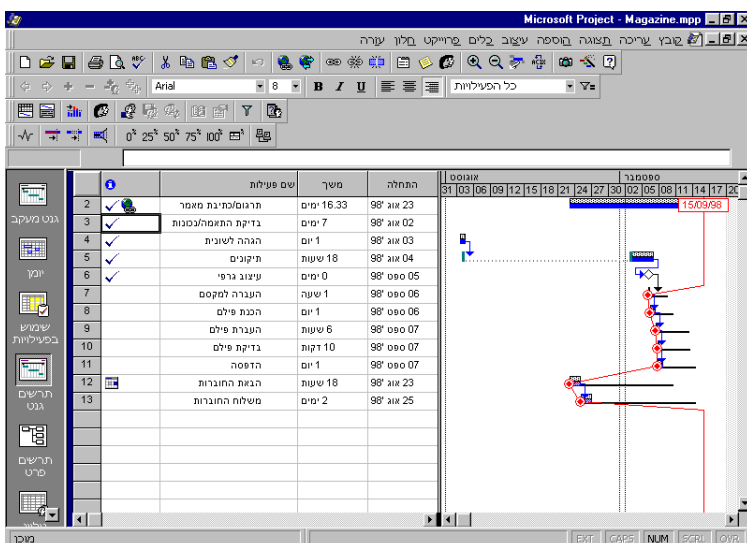 Microsoft Project - Magazine.mpp
קובץ עריכה תצוגה הוספה עיצוב כלים פרוייקט חלון עזרה
Arial 8 B I U כל הפעילויות
0% 25% 50% 75% 100%
שם פעילות משך התחלה
אוגוסט ספטמבר
31 03 06 09 12 15 18 21 24 27 30 02 05 08 11 14 17 20
2 תרגום/כתיבת מאמר 16.33 ימים 23 אוג '98
15/09/98
3 בדיקת התאמה/נכונות 7 ימים 02 אוג '98
4 הגהה לשונית 1 יום 03 אוג '98
5 תיקונים 18 שעות 04 אוג '98
6 עיצוב גרפי 0 ימים 05 ספט '98
7 העברה למקסם 1 שעה 06 ספט '98
8 הכנת פילם 1 יום 06 ספט '98
9 העברת פילם 6 שעות 07 ספט '98
10 בדיקת פילם 10 דקות 07 ספט '98
11 הדפסה 1 יום 07 ספט '98
12 הבאת החוברות 18 שעות 23 אוג '98
13 משלוח החוברות 2 ימים 25 אוג '98
גנט מעקב
יומן
שימוש
בפעילויות
תרשים
גנט
תרשים
פרט
מוכן
EXT CAPS NUM SCRL OVR